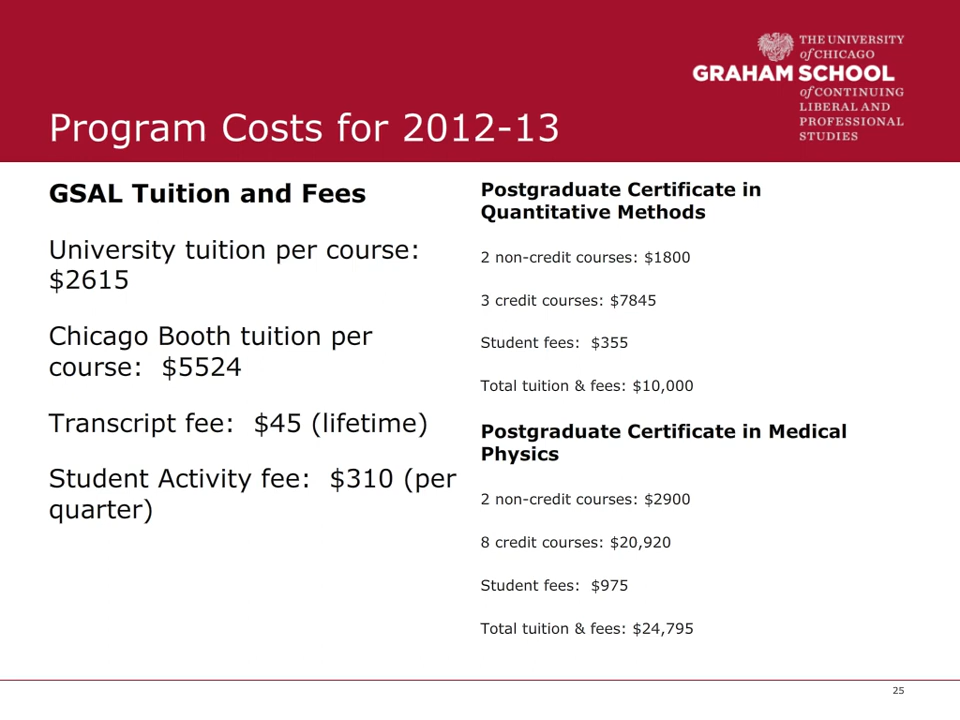 THE UNIVERSITY
of CHICAGO
GRAHAM SCHOOL
of CONTINUING
LIBERAL AND
PROFESSIONAL
STUDIES
Program Costs for 2012-13
GSAL Tuition and Fees
University tuition per course:
$2615
Chicago Booth tuition per
course:  $5524
Transcript fee:  $45 (lifetime)
Student Activity fee:  $310 (per
quarter)
Postgraduate Certificate in
Quantitative Methods
2 non-credit courses: $1800
3 credit courses: $7845
Student fees:  $355
Total tuition & fees: $10,000
Postgraduate Certificate in Medical
Physics
2 non-credit courses: $2900
8 credit courses: $20,920
Student fees:  $975
Total tuition & fees: $24,795
25